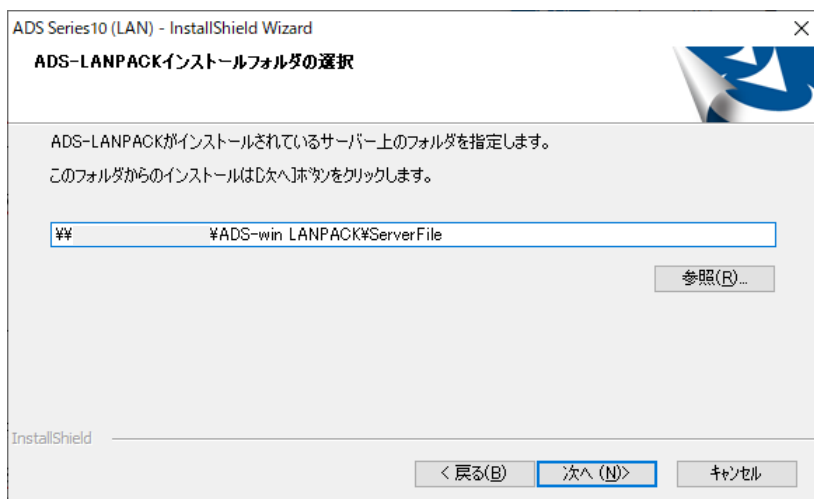 ADS Series10 (LAN) - InstallShield Wizard
ADS-LANPACKインストールフォルダの選択
ADS-LANPACKがインストールされているサーバー上のフォルダを指定します。
このフォルダからのインストールは[次へ]ボタンをクリックします。
¥¥ ¥ADS-win LANPACK¥ServerFile
参照(R)...
InstallShield
< 戻る(B)
次へ (N)>
キャンセル